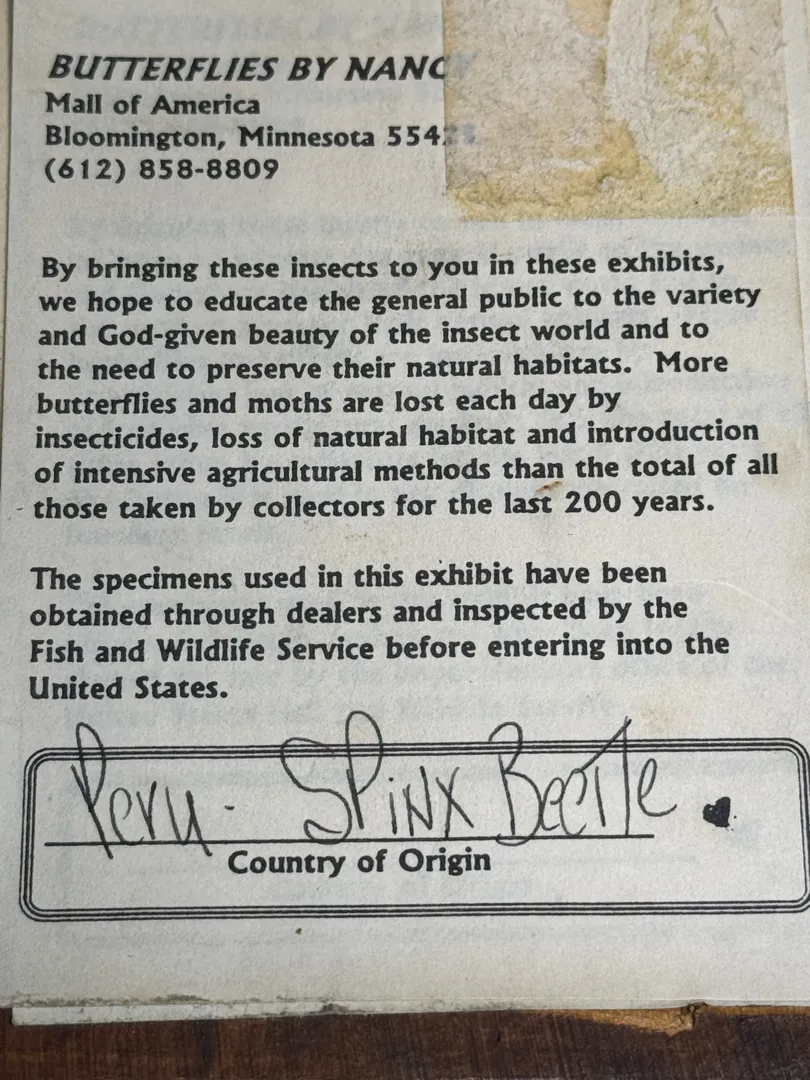 BUTTERFLIES BY NANCY
Mall of America
Bloomington, Minnesota
(612) 858-8809
By bringing these insects to you in these exhibits,
we hope to educate the general public to the variety
and God-given beauty of the insect world and to
the need to preserve their natural habitats. More
butterflies and moths are lost each day by
insecticides, loss of natural habitat and introduction
of intensive agricultural methods than the total of all
those taken by collectors for the last 200 years.
The specimens used in this exhibit have been
obtained through dealers and inspected by the
Fish and Wildlife Service before entering into the
United States.
Peru - SPiNX BeeTle
Country of Origin